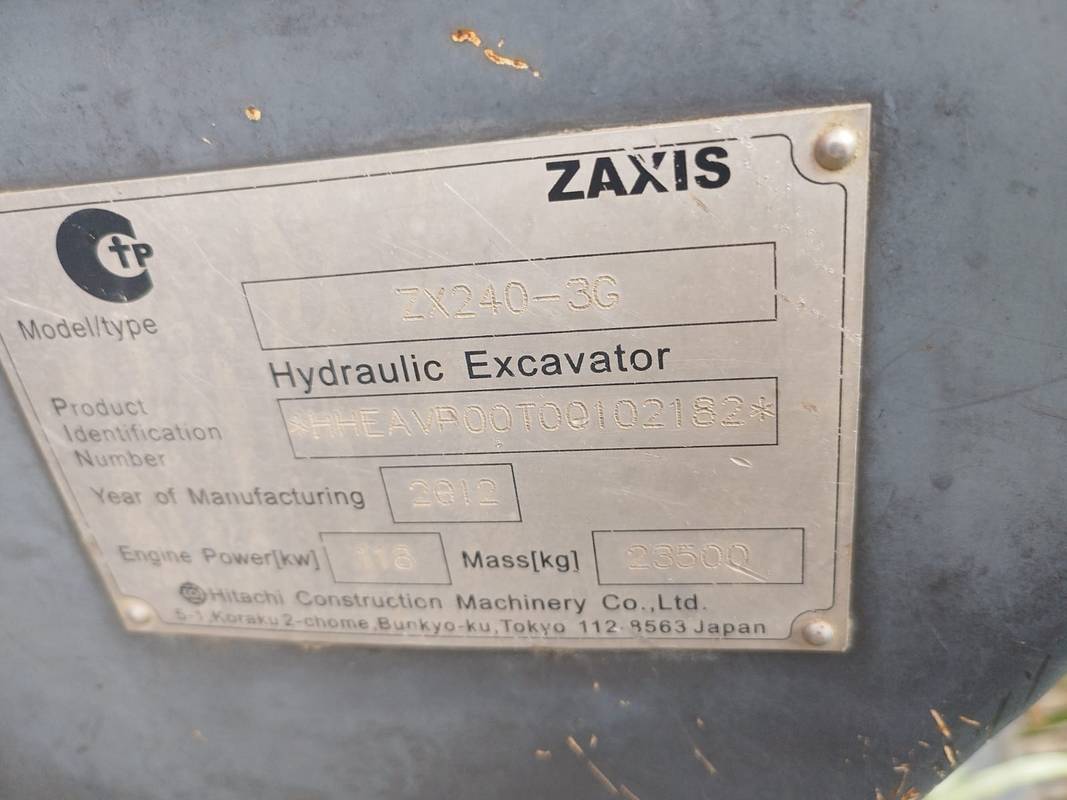 ZAXIS
CTP
Model/type ZX240-3G
Hydraulic Excavator
Product
Identification
Number
*HHEAVP00T00102182*
Year of Manufacturing 2012
Engine Power[kw] 118 Mass[kg] 23500
Hitachi Construction Machinery Co.,Ltd.
5-1,Koraku 2-chome,Bunkyo-ku,Tokyo 112-8563 Japan